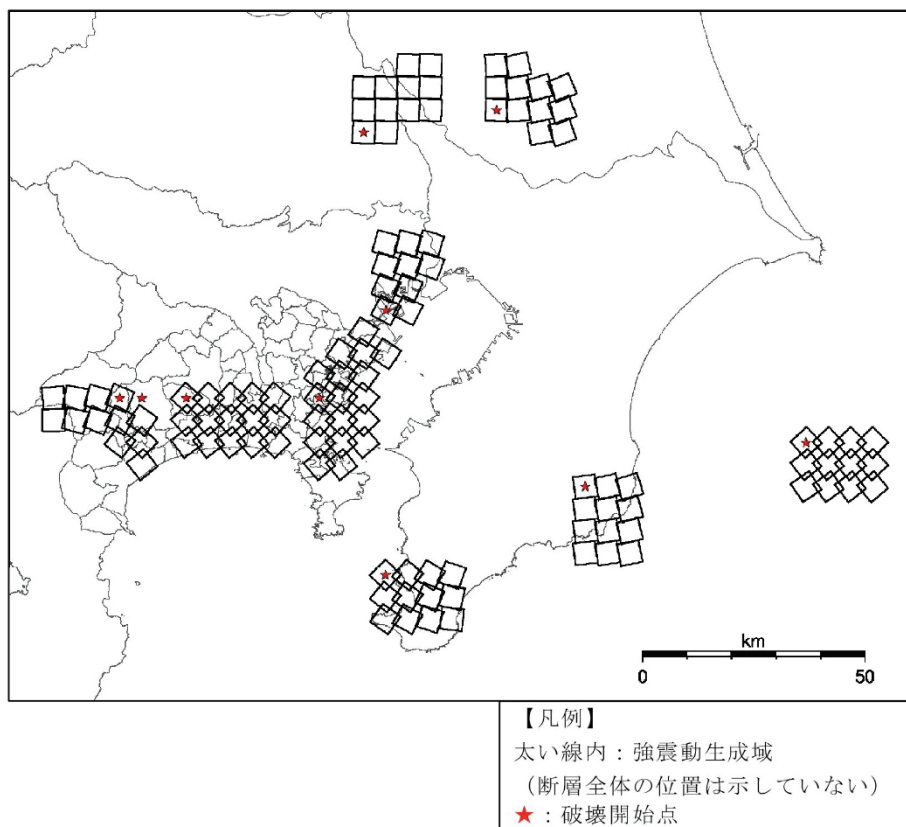 km
0 50
【凡例】
太い線内：強震動生成域
（断層全体の位置は示していない）
★：破壊開始点